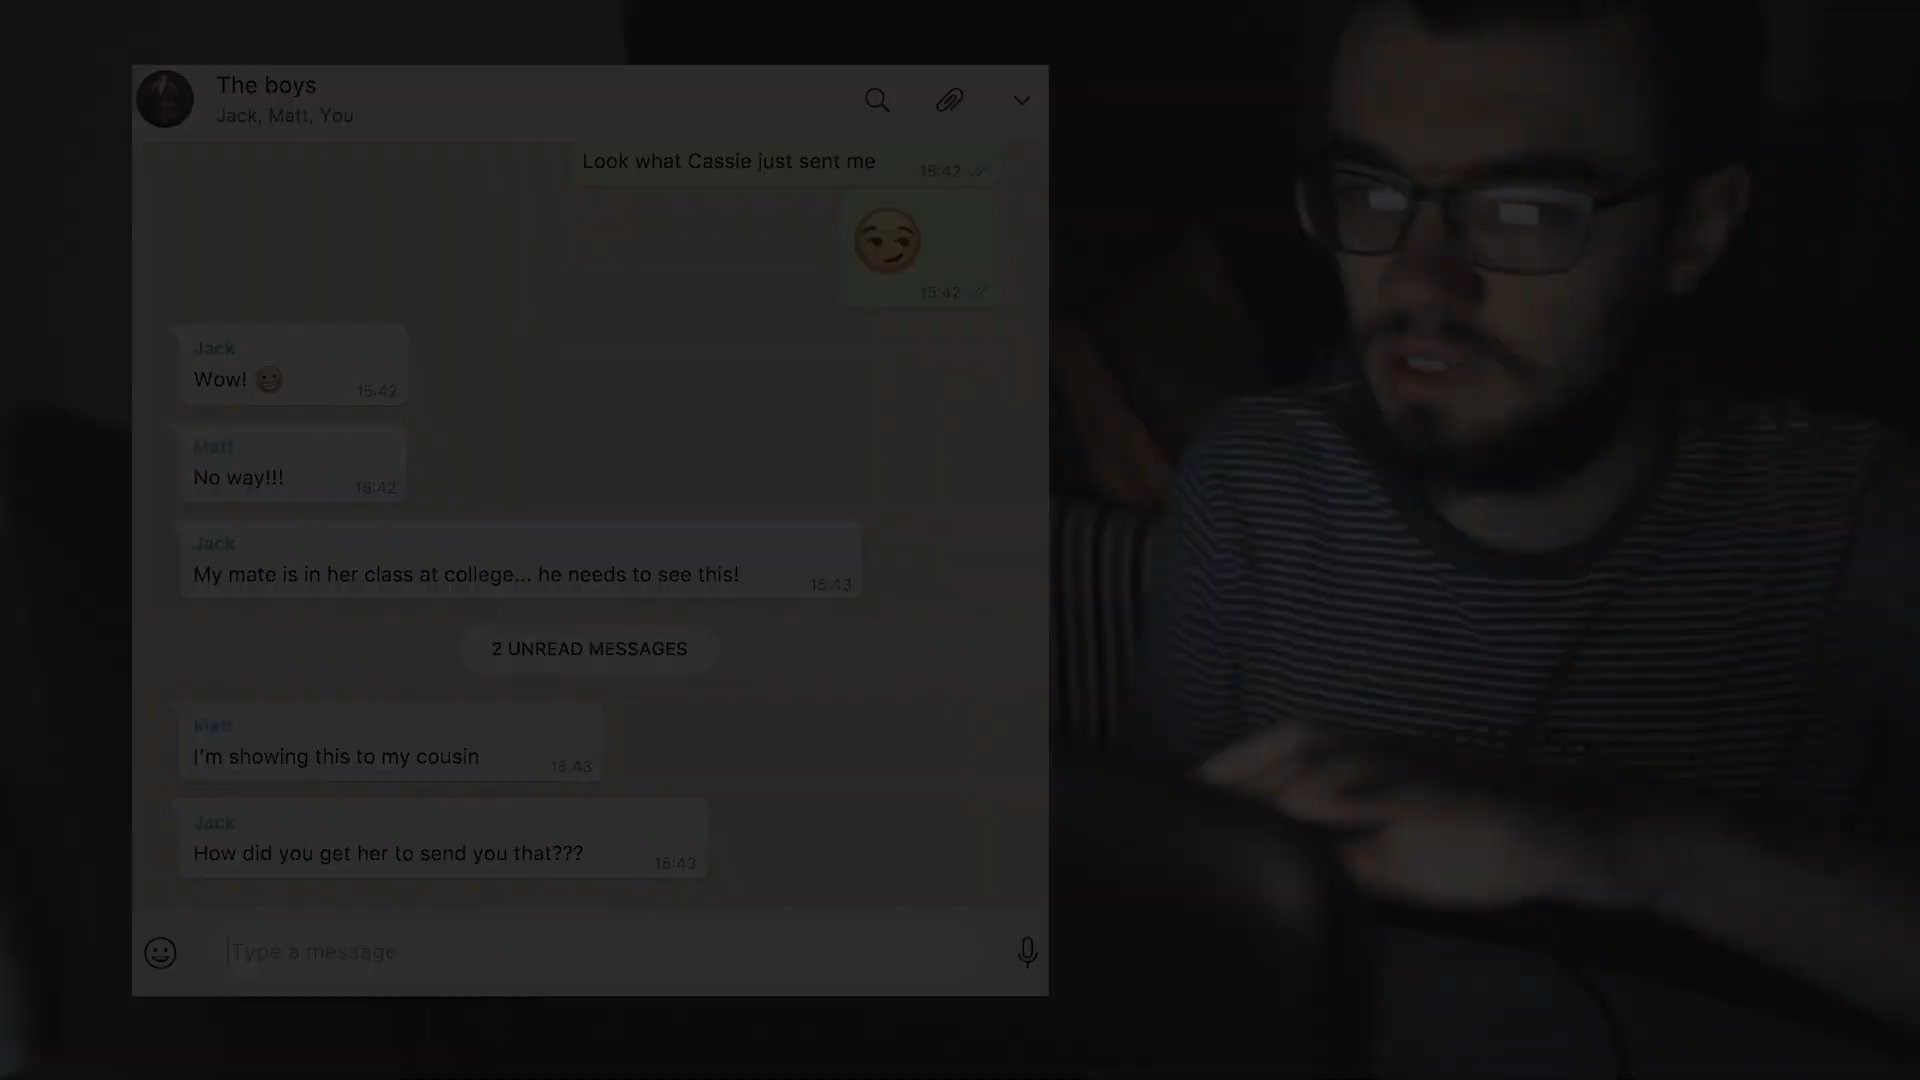 The boys
Jack, Matt, You
Look what Cassie just sent me
15:42
15:42
Jack
Wow!
15:42
Matt
No way!!!
15:42
Jack
My mate is in her class at college... he needs to see this!
15:43
2 UNREAD MESSAGES
Matt
I'm showing this to my cousin
15:43
Jack
How did you get her to send you that???
15:43
Type a message